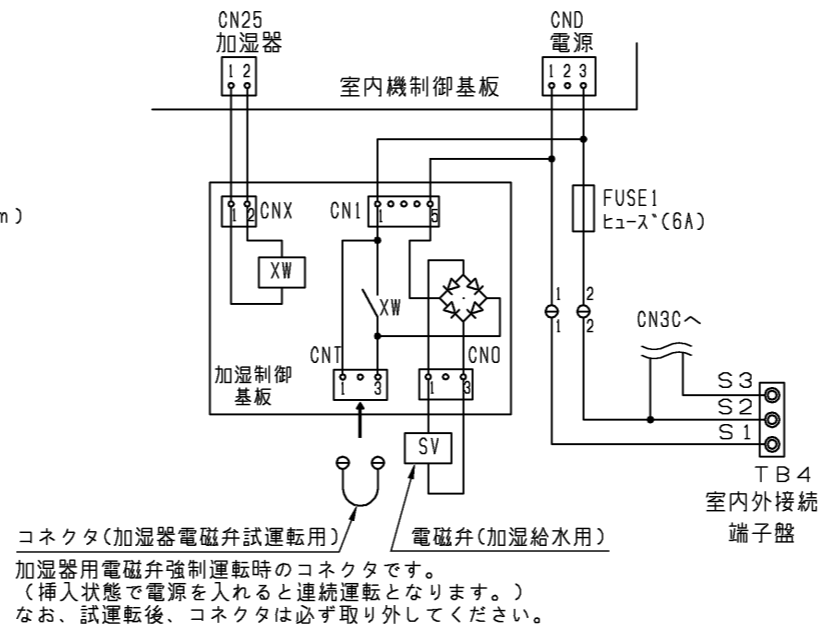 CN25
加湿器
1 2
CND
電源
1 2 3
室内機制御基板
m)
1 2
CNX
CN1
1 5
FUSE1
ヒューズ(6A)
XW
XW
1 2
1 2
CN3Cへ
CNT
CNO
1 3
1 3
加湿制御
基板
S3
S2
S1
SV
TB4
室内外接続
端子盤
コネクタ(加湿器電磁弁試運転用)
電磁弁(加湿給水用)
加湿器用電磁弁強制運転時のコネクタです。
(挿入状態で電源を入れると連続運転となります。)
なお、試運転後、コネクタは必ず取り外してください。